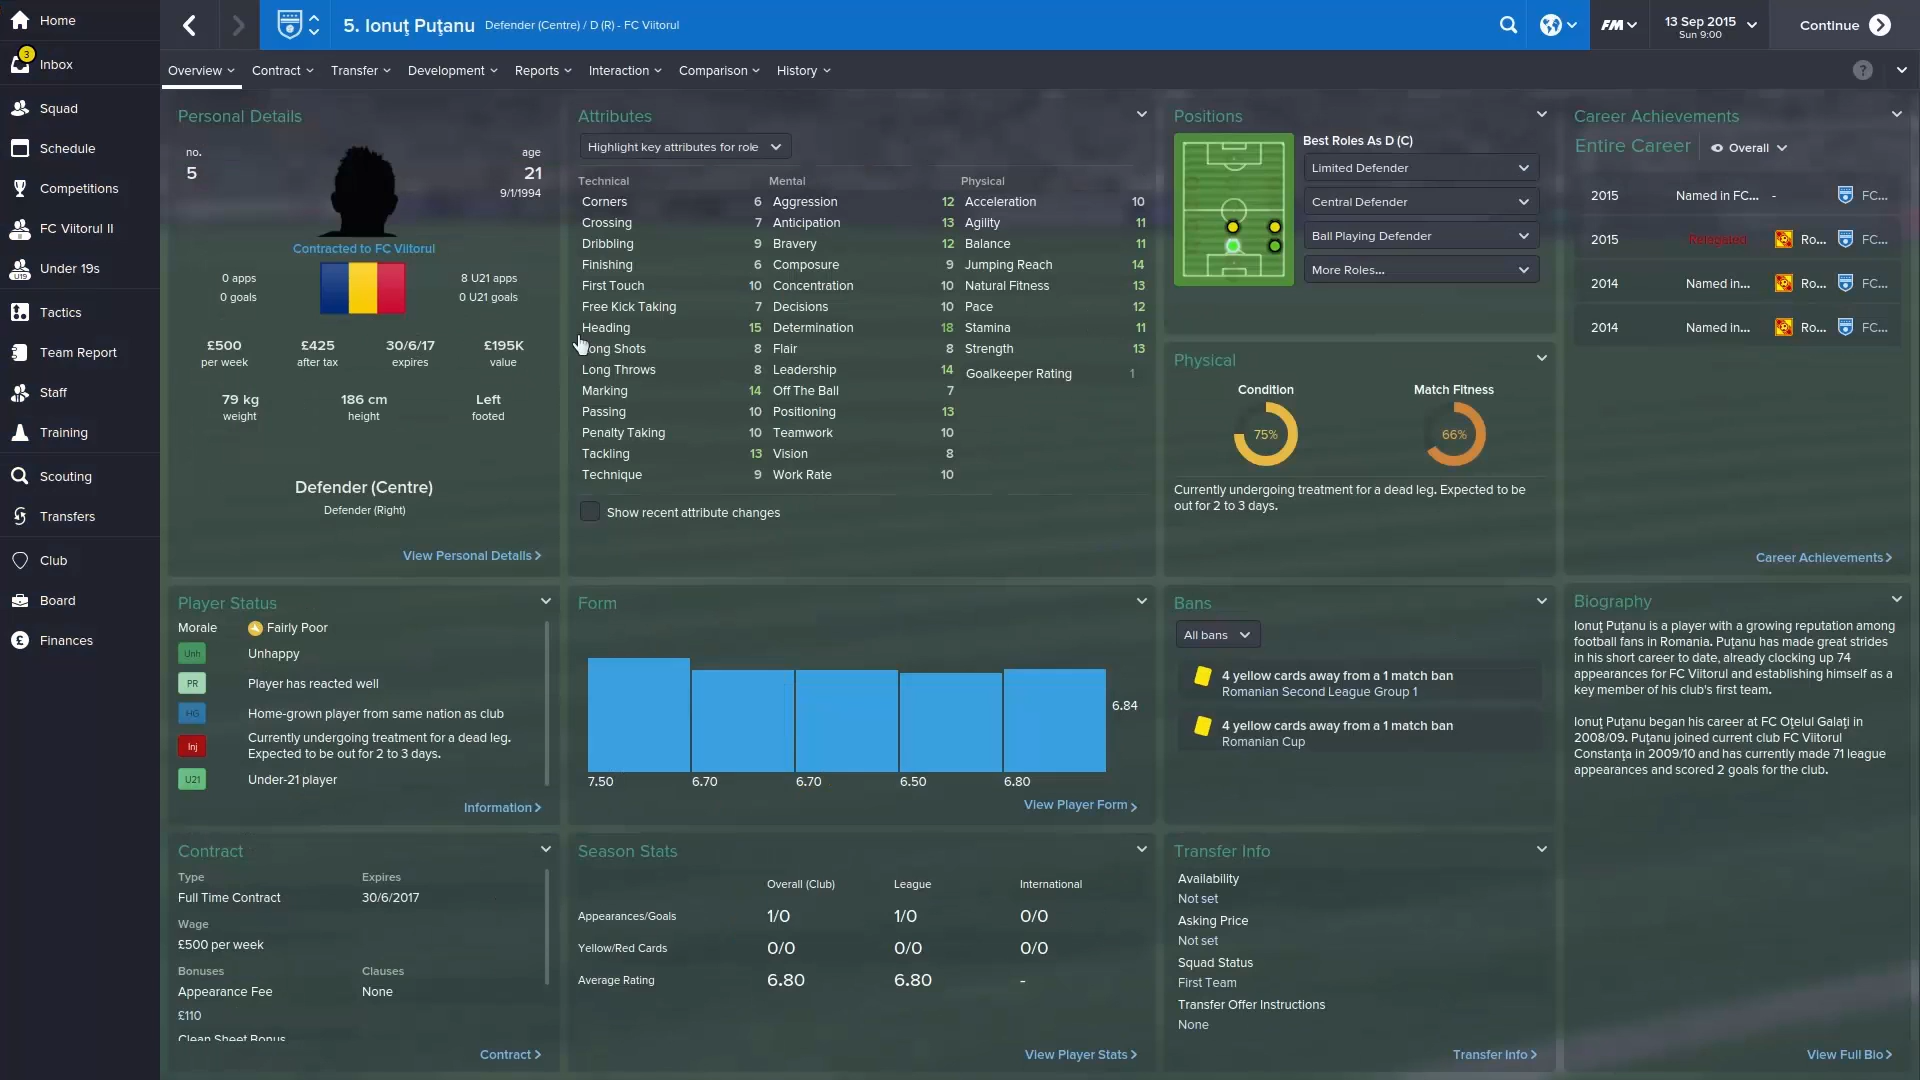 Home
3
Inbox
Squad
Schedule
Competitions
FC Viitorul II
U19
Under 19s
Tactics
Team Report
Staff
Training
Scouting
Transfers
Club
Board
Finances
5. Ionuţ Puţanu
Defender (Centre) / D (R) - FC Viitorul
FM
13 Sep 2015
Sun 9:00
Continue
Overview
Contract
Transfer
Development
Reports
Interaction
Comparison
History
?
Personal Details
no.
5
age
21
9/1/1994
Contracted to FC Viitorul
0 apps
0 goals
8 U21 apps
0 U21 goals
£500
per week
£425
after tax
30/6/17
expires
£195K
value
79 kg
weight
186 cm
height
Left
footed
Defender (Centre)
Defender (Right)
View Personal Details >
Attributes
Highlight key attributes for role
Technical
Corners 6
Crossing 7
Dribbling 9
Finishing 6
First Touch 10
Free Kick Taking 7
Heading 15
ong Shots 8
Long Throws 8
Marking 14
Passing 10
Penalty Taking 10
Tackling 13
Technique 9
Mental
Aggression 12
Anticipation 13
Bravery 12
Composure 9
Concentration 10
Decisions 10
Determination 18
Flair 8
Leadership 14
Off The Ball 7
Positioning 13
Teamwork 10
Vision 8
Work Rate 10
Physical
Acceleration 10
Agility 11
Balance 11
Jumping Reach 14
Natural Fitness 13
Pace 12
Stamina 11
Strength 13
Goalkeeper Rating 1
Show recent attribute changes
Positions
Best Roles As D (C)
Limited Defender
Central Defender
Ball Playing Defender
More Roles...
Physical
Condition
75%
Match Fitness
66%
Currently undergoing treatment for a dead leg. Expected to be
out for 2 to 3 days.
Career Achievements
Entire Career
Overall
2015 Named in FC... - FC...
2015 Relegated Ro... FC...
2014 Named in... Ro... FC...
2014 Named in... Ro... FC...
Career Achievements >
Player Status
Morale Fairly Poor
Unh Unhappy
PR Player has reacted well
HG Home-grown player from same nation as club
Inj Currently undergoing treatment for a dead leg.
Expected to be out for 2 to 3 days.
U21 Under-21 player
Information >
Form
7.50 6.70 6.70 6.50 6.80
6.84
View Player Form >
Bans
All bans
4 yellow cards away from a 1 match ban
Romanian Second League Group 1
4 yellow cards away from a 1 match ban
Romanian Cup
Biography
Ionuţ Puţanu is a player with a growing reputation among
football fans in Romania. Puţanu has made great strides
in his short career to date, already clocking up 74
appearances for FC Viitorul and establishing himself as a
key member of his club's first team.
Ionuţ Puţanu began his career at FC Oţelul Galaţi in
2008/09. Puţanu joined current club FC Viitorul
Constanţa in 2009/10 and has currently made 71 league
appearances and scored 2 goals for the club.
View Full Bio >
Contract
Type
Full Time Contract
Expires
30/6/2017
Wage
£500 per week
Bonuses
Appearance Fee
£110
Clauses
None
Clean Sheet Bonus
Contract >
Season Stats
Overall (Club) League International
Appearances/Goals 1/0 1/0 0/0
Yellow/Red Cards 0/0 0/0 0/0
Average Rating 6.80 6.80 -
View Player Stats >
Transfer Info
Availability
Not set
Asking Price
Not set
Squad Status
First Team
Transfer Offer Instructions
None
Transfer Info >